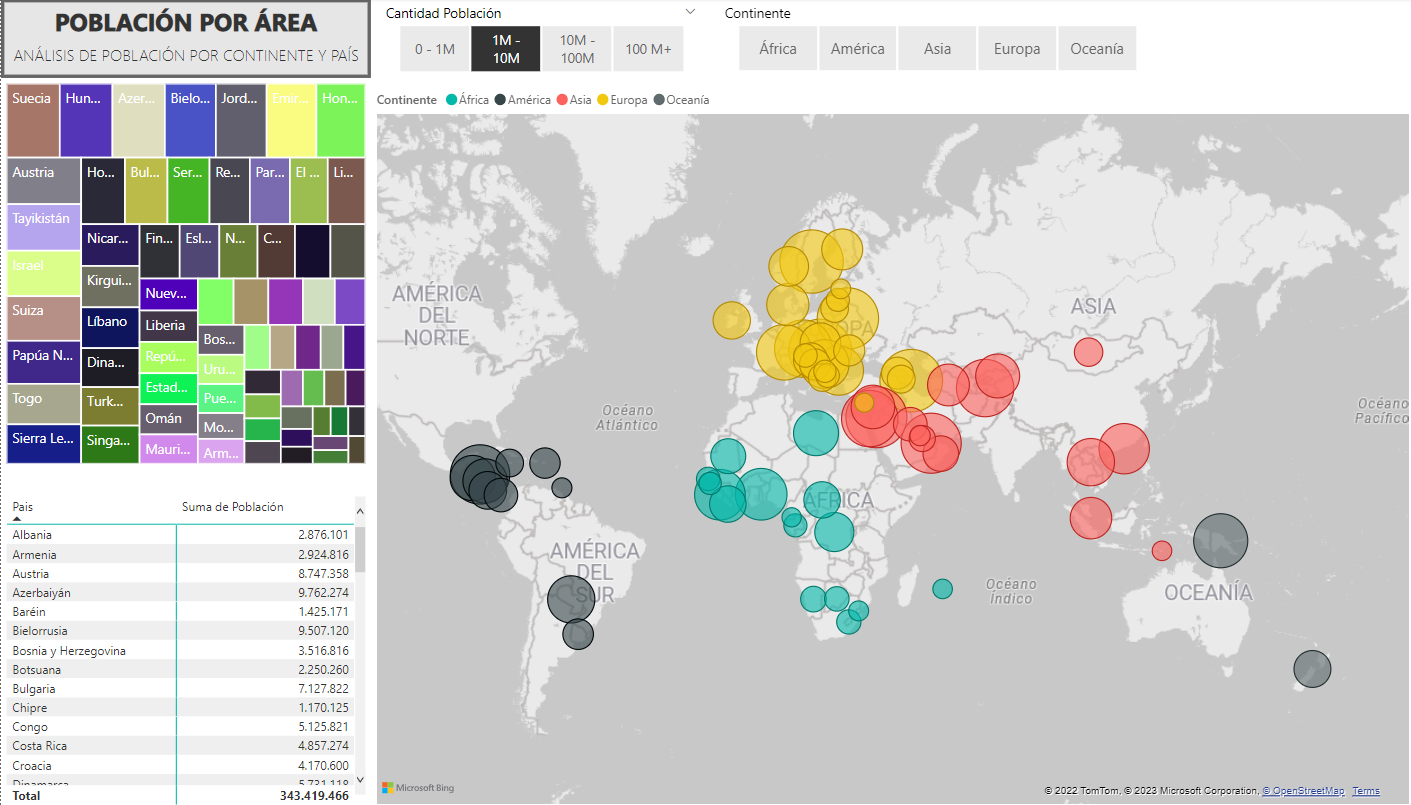 POBLACIÓN POR ÁREA
ANÁLISIS DE POBLACIÓN POR CONTINENTE Y PAÍS
Cantidad Población
0 - 1M
1M -
10M
10M -
100M
100 M+
Continente
África
América
Asia
Europa
Oceanía
Continente África América Asia Europa Oceanía
Suecia
Hun...
Azer...
Bielo...
Jord...
Emir...
Hon...
Austria
Ho...
Bul...
Ser...
Re...
Par...
El ...
Li...
Tayikistán
Nicar...
Fin...
Esl...
N...
C...
Israel
Kirgui...
Nuev...
Suiza
Líbano
Liberia
Bos...
Papúa N...
Dina...
Repú...
Uru...
Togo
Turk...
Estad...
Pue...
Sierra Le...
Singa...
Omán
Mo...
Mauri...
Arm...
AMÉRICA
DEL
NORTE
Océano
Atlántico
EUROPA
ASIA
Océano
Pacífico
ÁFRICA
AMÉRICA
DEL
SUR
Océano
Índico
OCEANÍA
Pais Suma de Población
Albania 2.876.101
Armenia 2.924.816
Austria 8.747.358
Azerbaiyán 9.762.274
Baréin 1.425.171
Bielorrusia 9.507.120
Bosnia y Herzegovina 3.516.816
Botsuana 2.250.260
Bulgaria 7.127.822
Chipre 1.170.125
Congo 5.125.821
Costa Rica 4.857.274
Croacia 4.170.600
Dinamarca 5.731.118
Total 343.419.466
Microsoft Bing
© 2022 TomTom, © 2023 Microsoft Corporation, © OpenStreetMap Terms